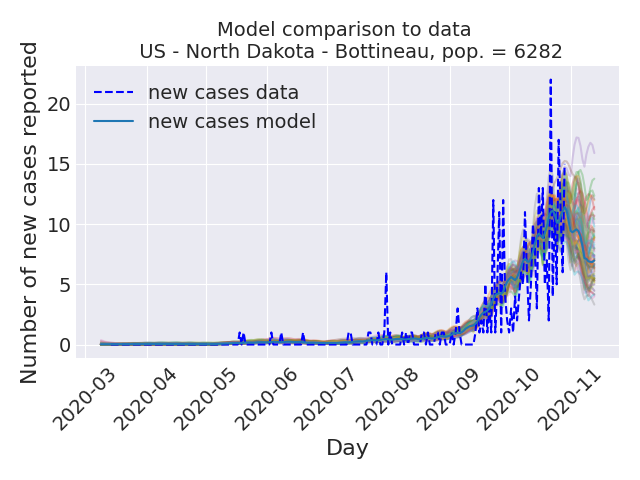 Model comparison to data
US - North Dakota - Bottineau, pop. = 6282
Number of new cases reported
new cases data
new cases model
20
15
10
5
0
2020-03
2020-04
2020-05
2020-06
2020-07
2020-08
2020-09
2020-10
2020-11
Day